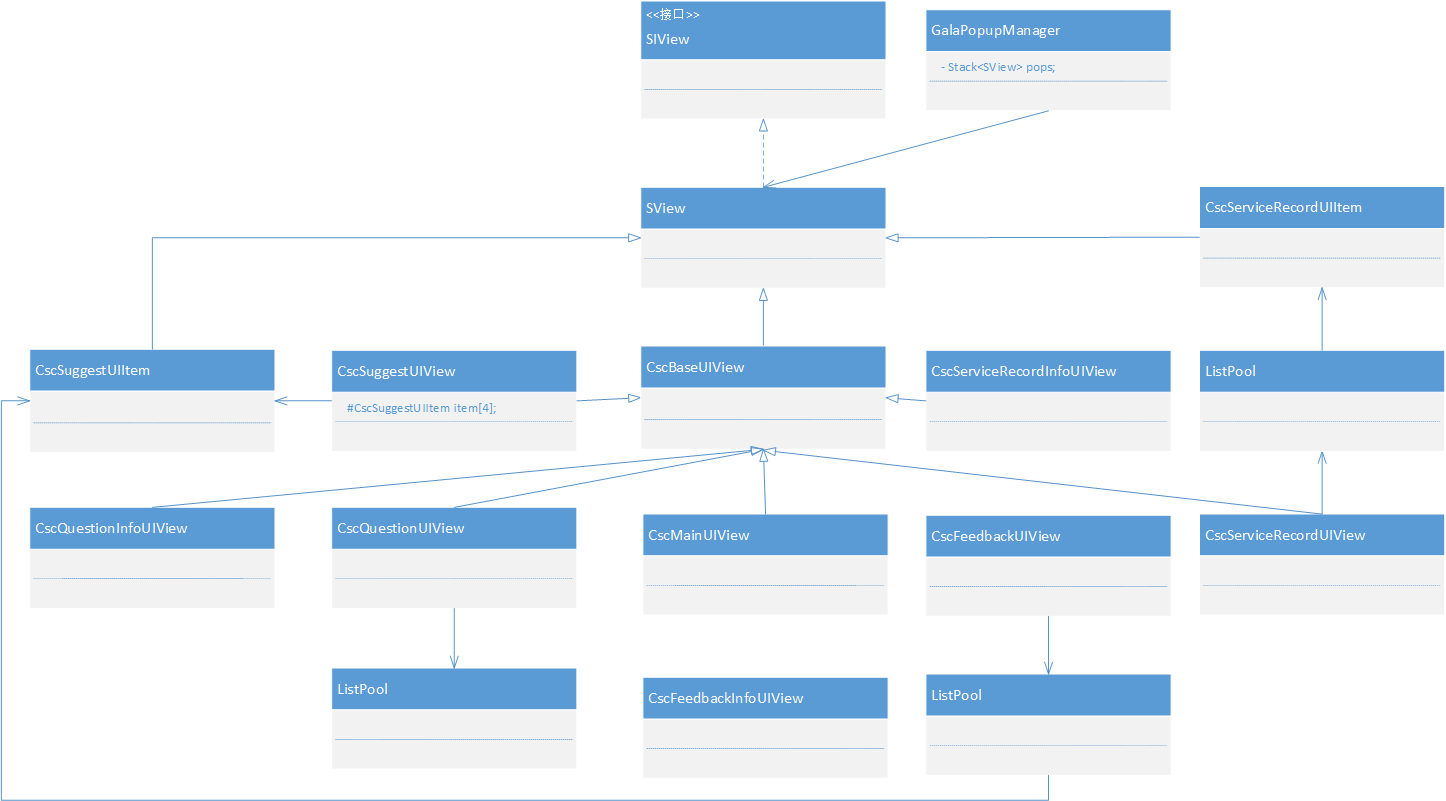 <<接口>>
SIView
GalaPopupManager
- Stack<SView> pops;
SView
CscServiceRecordUIItem
CscSuggestUIItem
CscSuggestUIView
#CscSuggestUIItem item[4];
CscBaseUIView
CscServiceRecordInfoUIView
ListPool
CscQuestionInfoUIView
CscQuestionUIView
CscMainUIView
CscFeedbackUIView
CscServiceRecordUIView
ListPool
CscFeedbackInfoUIView
ListPool